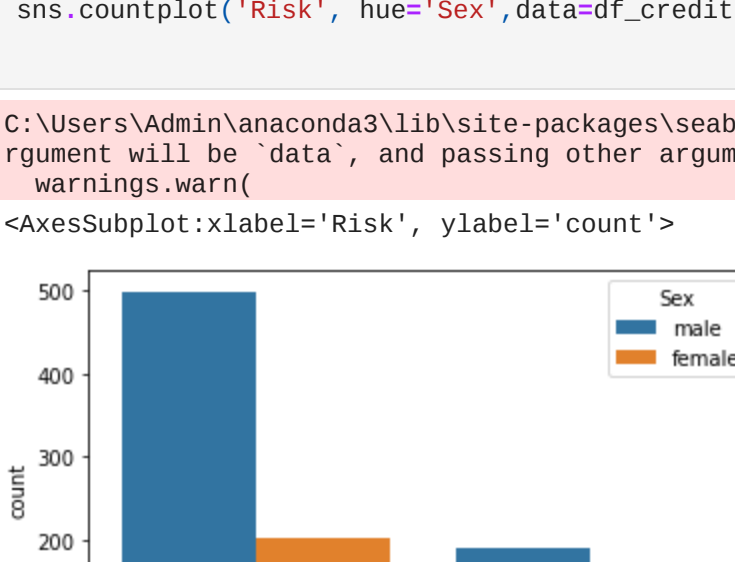 sns.countplot('Risk', hue='Sex',data=df_credit
C:\Users\Admin\anaconda3\lib\site-packages\seab
rgument will be `data`, and passing other argum
warnings.warn(
<AxesSubplot:xlabel='Risk', ylabel='count'>
500
400
300
200
count
Sex
male
female